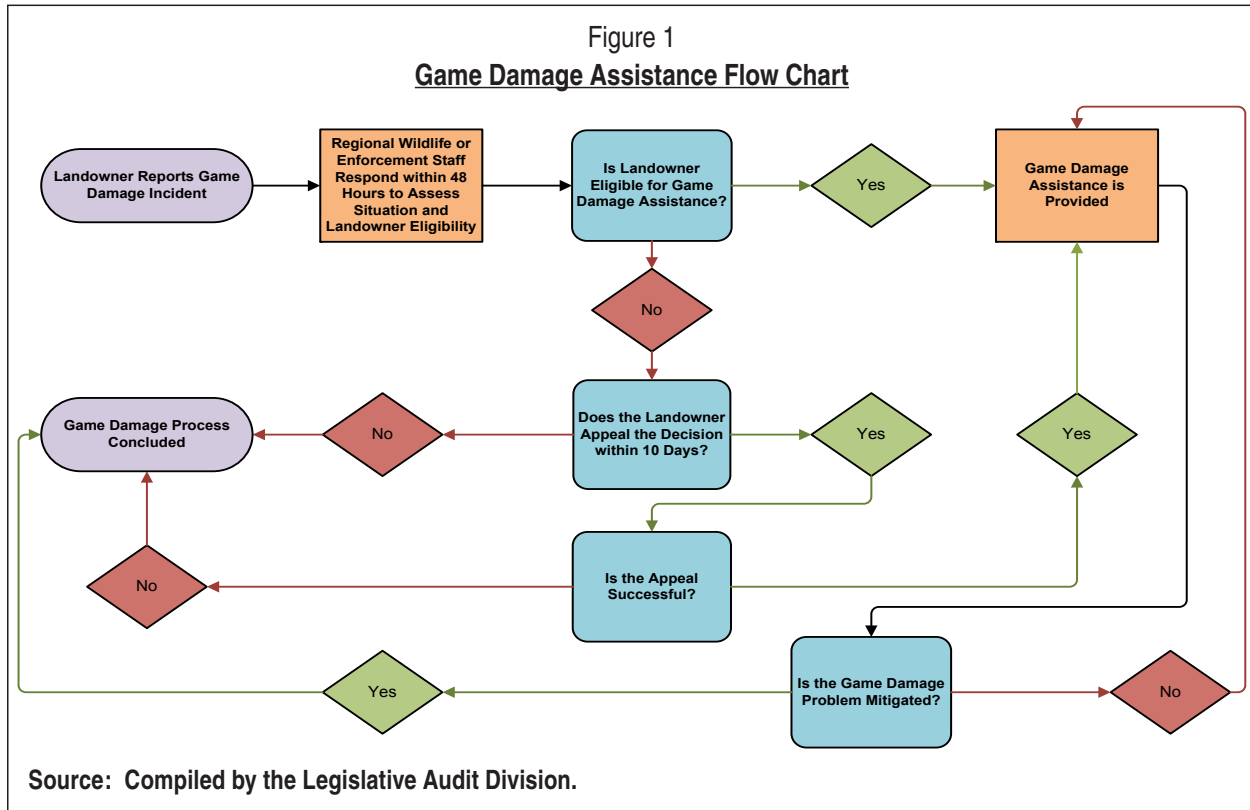 Figure 1
Game Damage Assistance Flow Chart
Landowner Reports Game
Damage Incident
Regional Wildlife or
Enforcement Staff
Respond within 48
Hours to Assess
Situation and
Landowner Eligibility
Is Landowner
Eligible for Game
Damage Assistance?
Yes
Game Damage
Assistance is
Provided
No
Game Damage Process
Concluded
No
Does the Landowner
Appeal the Decision
within 10 Days?
Yes
Yes
No
Is the Appeal
Successful?
Yes
Is the Game Damage
Problem Mitigated?
No
Source: Compiled by the Legislative Audit Division.